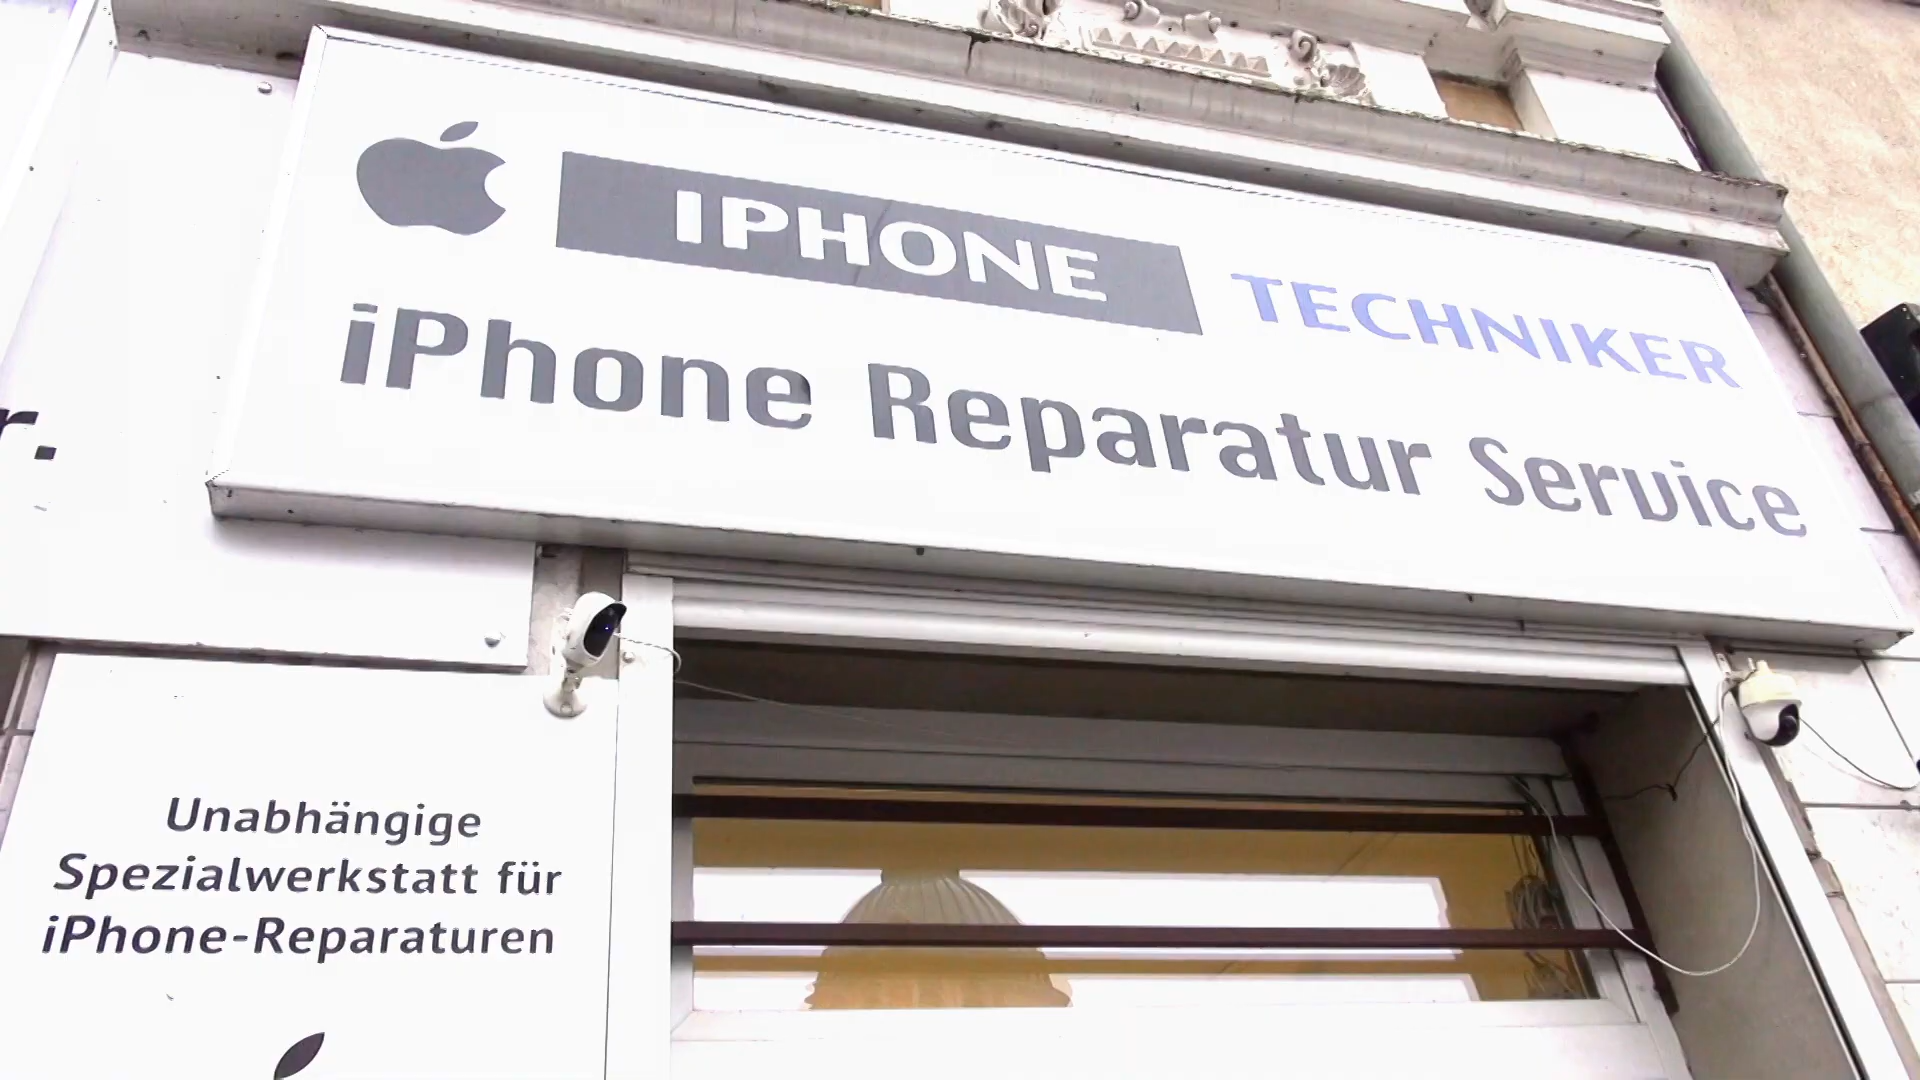 IPHONE TECHNIKER
iPhone Reparatur Service
r.
Unabhängige
Spezialwerkstatt für
iPhone-Reparaturen